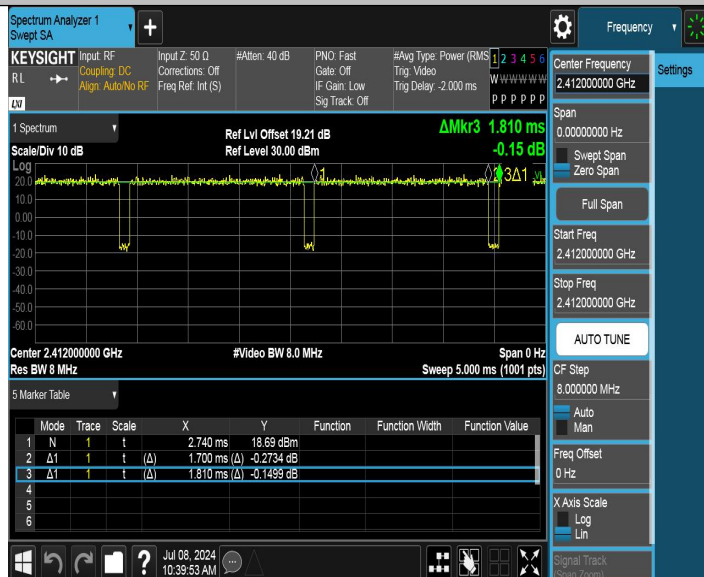 Spectrum Analyzer 1
Swept SA
Frequency
KEYSIGHT
RL
LXI
Input: RF
Coupling: DC
Align: Auto/No RF
Input Z: 50 Ω
Corrections: Off
Freq Ref: Int (S)
#Atten: 40 dB
PNO: Fast
Gate: Off
IF Gain: Low
Sig Track: Off
#Avg Type: Power (RMS
Trig: Video
Trig Delay: -2.000 ms
1 2 3 4 5 6
W W W W W W
P P P P P P
1 Spectrum
Scale/Div 10 dB
Ref Lvl Offset 19.21 dB
Ref Level 30.00 dBm
ΔMkr3 1.810 ms
-0.15 dB
Log
20.0
10.0
0.00
-10.0
-20.0
-30.0
-40.0
-50.0
-60.0
1
2 3Δ1
Center 2.412000000 GHz
#Video BW 8.0 MHz
Span 0 Hz
Res BW 8 MHz
Sweep 5.000 ms (1001 pts)
5 Marker Table
Mode Trace Scale X Y Function Function Width Function Value
1 N 1 t 2.740 ms 18.69 dBm
2 Δ1 1 t (Δ) 1.700 ms (Δ) -0.2734 dB
3 Δ1 1 t (Δ) 1.810 ms (Δ) -0.1499 dB
4
5
6
Jul 08, 2024
10:39:53 AM
Center Frequency
2.412000000 GHz
Settings
Span
0.00000000 Hz
Swept Span
Zero Span
Full Span
Start Freq
2.412000000 GHz
Stop Freq
2.412000000 GHz
AUTO TUNE
CF Step
8.000000 MHz
Auto
Man
Freq Offset
0 Hz
X Axis Scale
Log
Lin
Signal Track
(Span Zoom)